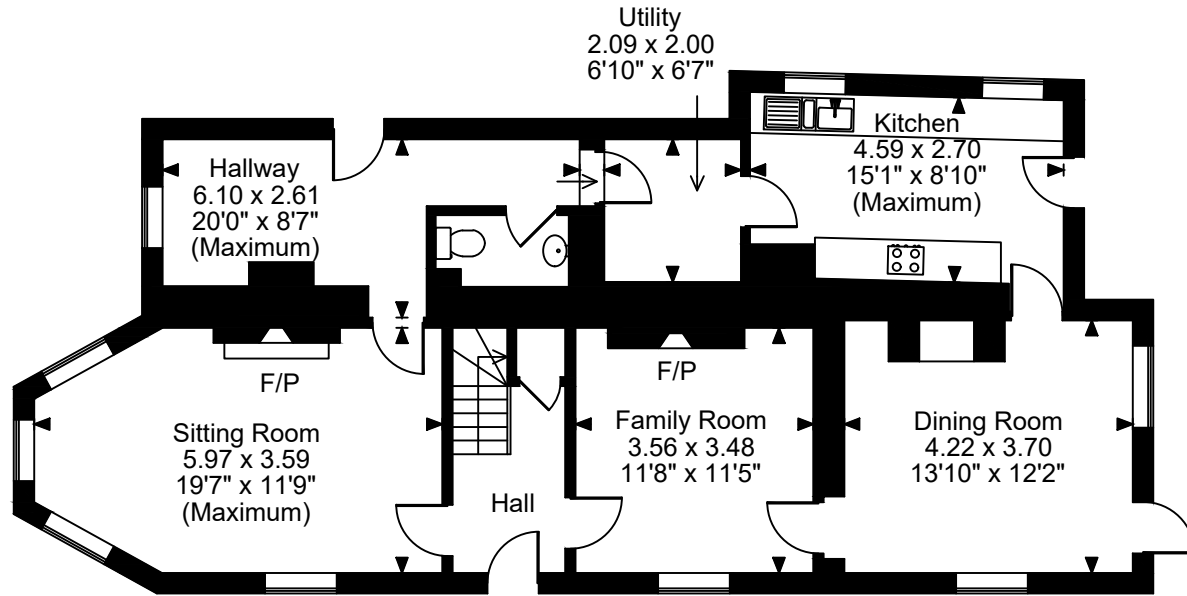 Utility
2.09 x 2.00
6'10" x 6'7"
Kitchen
4.59 x 2.70
15'1" x 8'10"
(Maximum)
Hallway
6.10 x 2.61
20'0" x 8'7"
(Maximum)
F/P
Sitting Room
5.97 x 3.59
19'7" x 11'9"
(Maximum)
Hall
F/P
Family Room
3.56 x 3.48
11'8" x 11'5"
Dining Room
4.22 x 3.70
13'10" x 12'2"